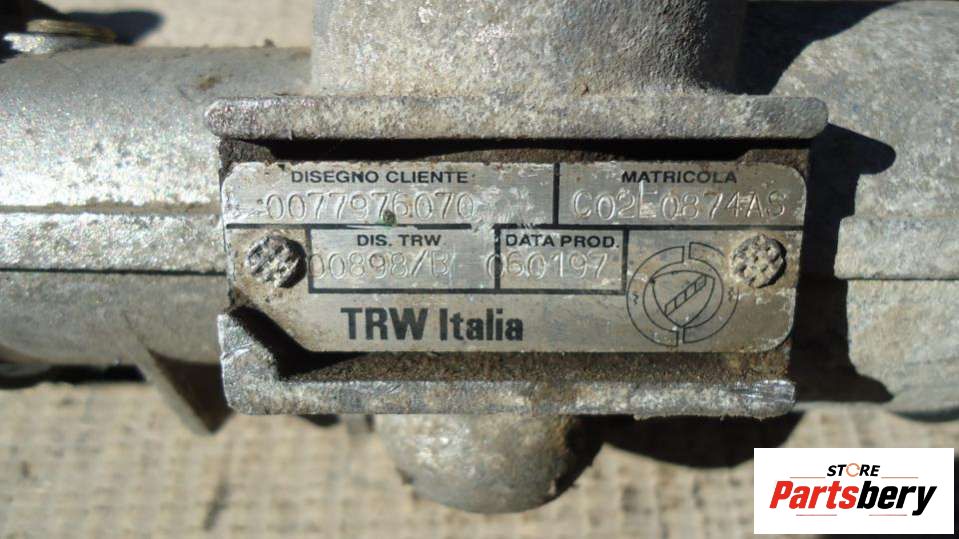 DISEGNO CLIENTE
0077976070
MATRICOLA
C02E0874AS
DIS. TRW
00898/B
DATA PROD.
060197
TRW Italia
STORE
Partsbery